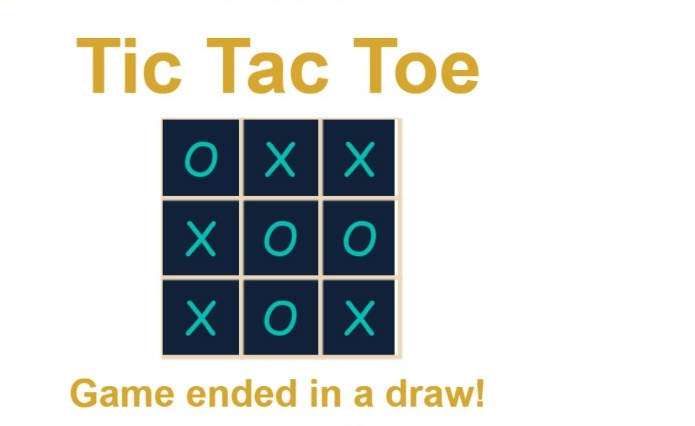 Tic Tac Toe
O X X
X O O
X O X
Game ended in a draw!